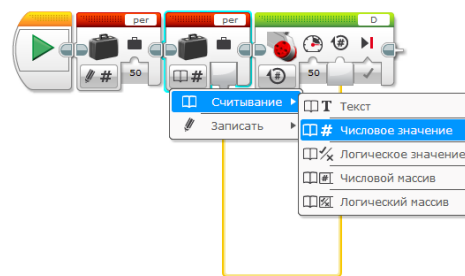 per
per
D
#
#
#
50
50
Считывание
Записать
T Текст
# Числовое значение
Логическое значение
# Числовой массив
Логический массив